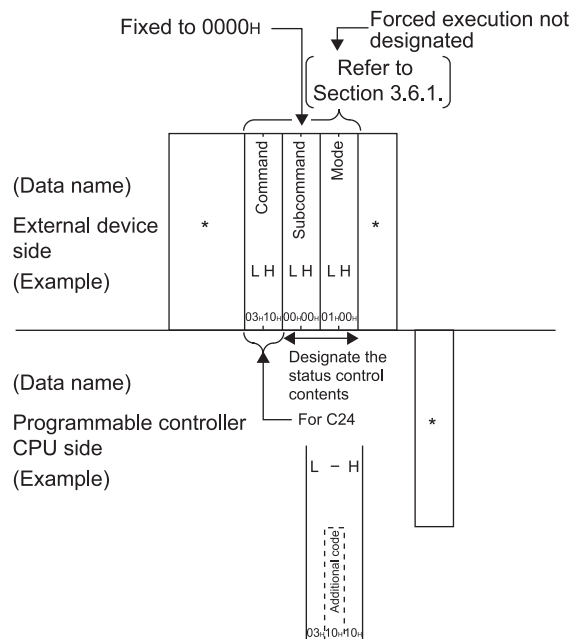 Fixed to 0000H
Forced execution not
designated
Refer to
Section 3.6.1.
(Data name)
External device
side
(Example)
*
Command
Subcommand
Mode
*
L H
L H
L H
03H10H
00H00H
01H00H
Designate the
status control
contents
For C24
(Data name)
Programmable controller
CPU side
(Example)
*
L – H
Additional code
03H10H10H